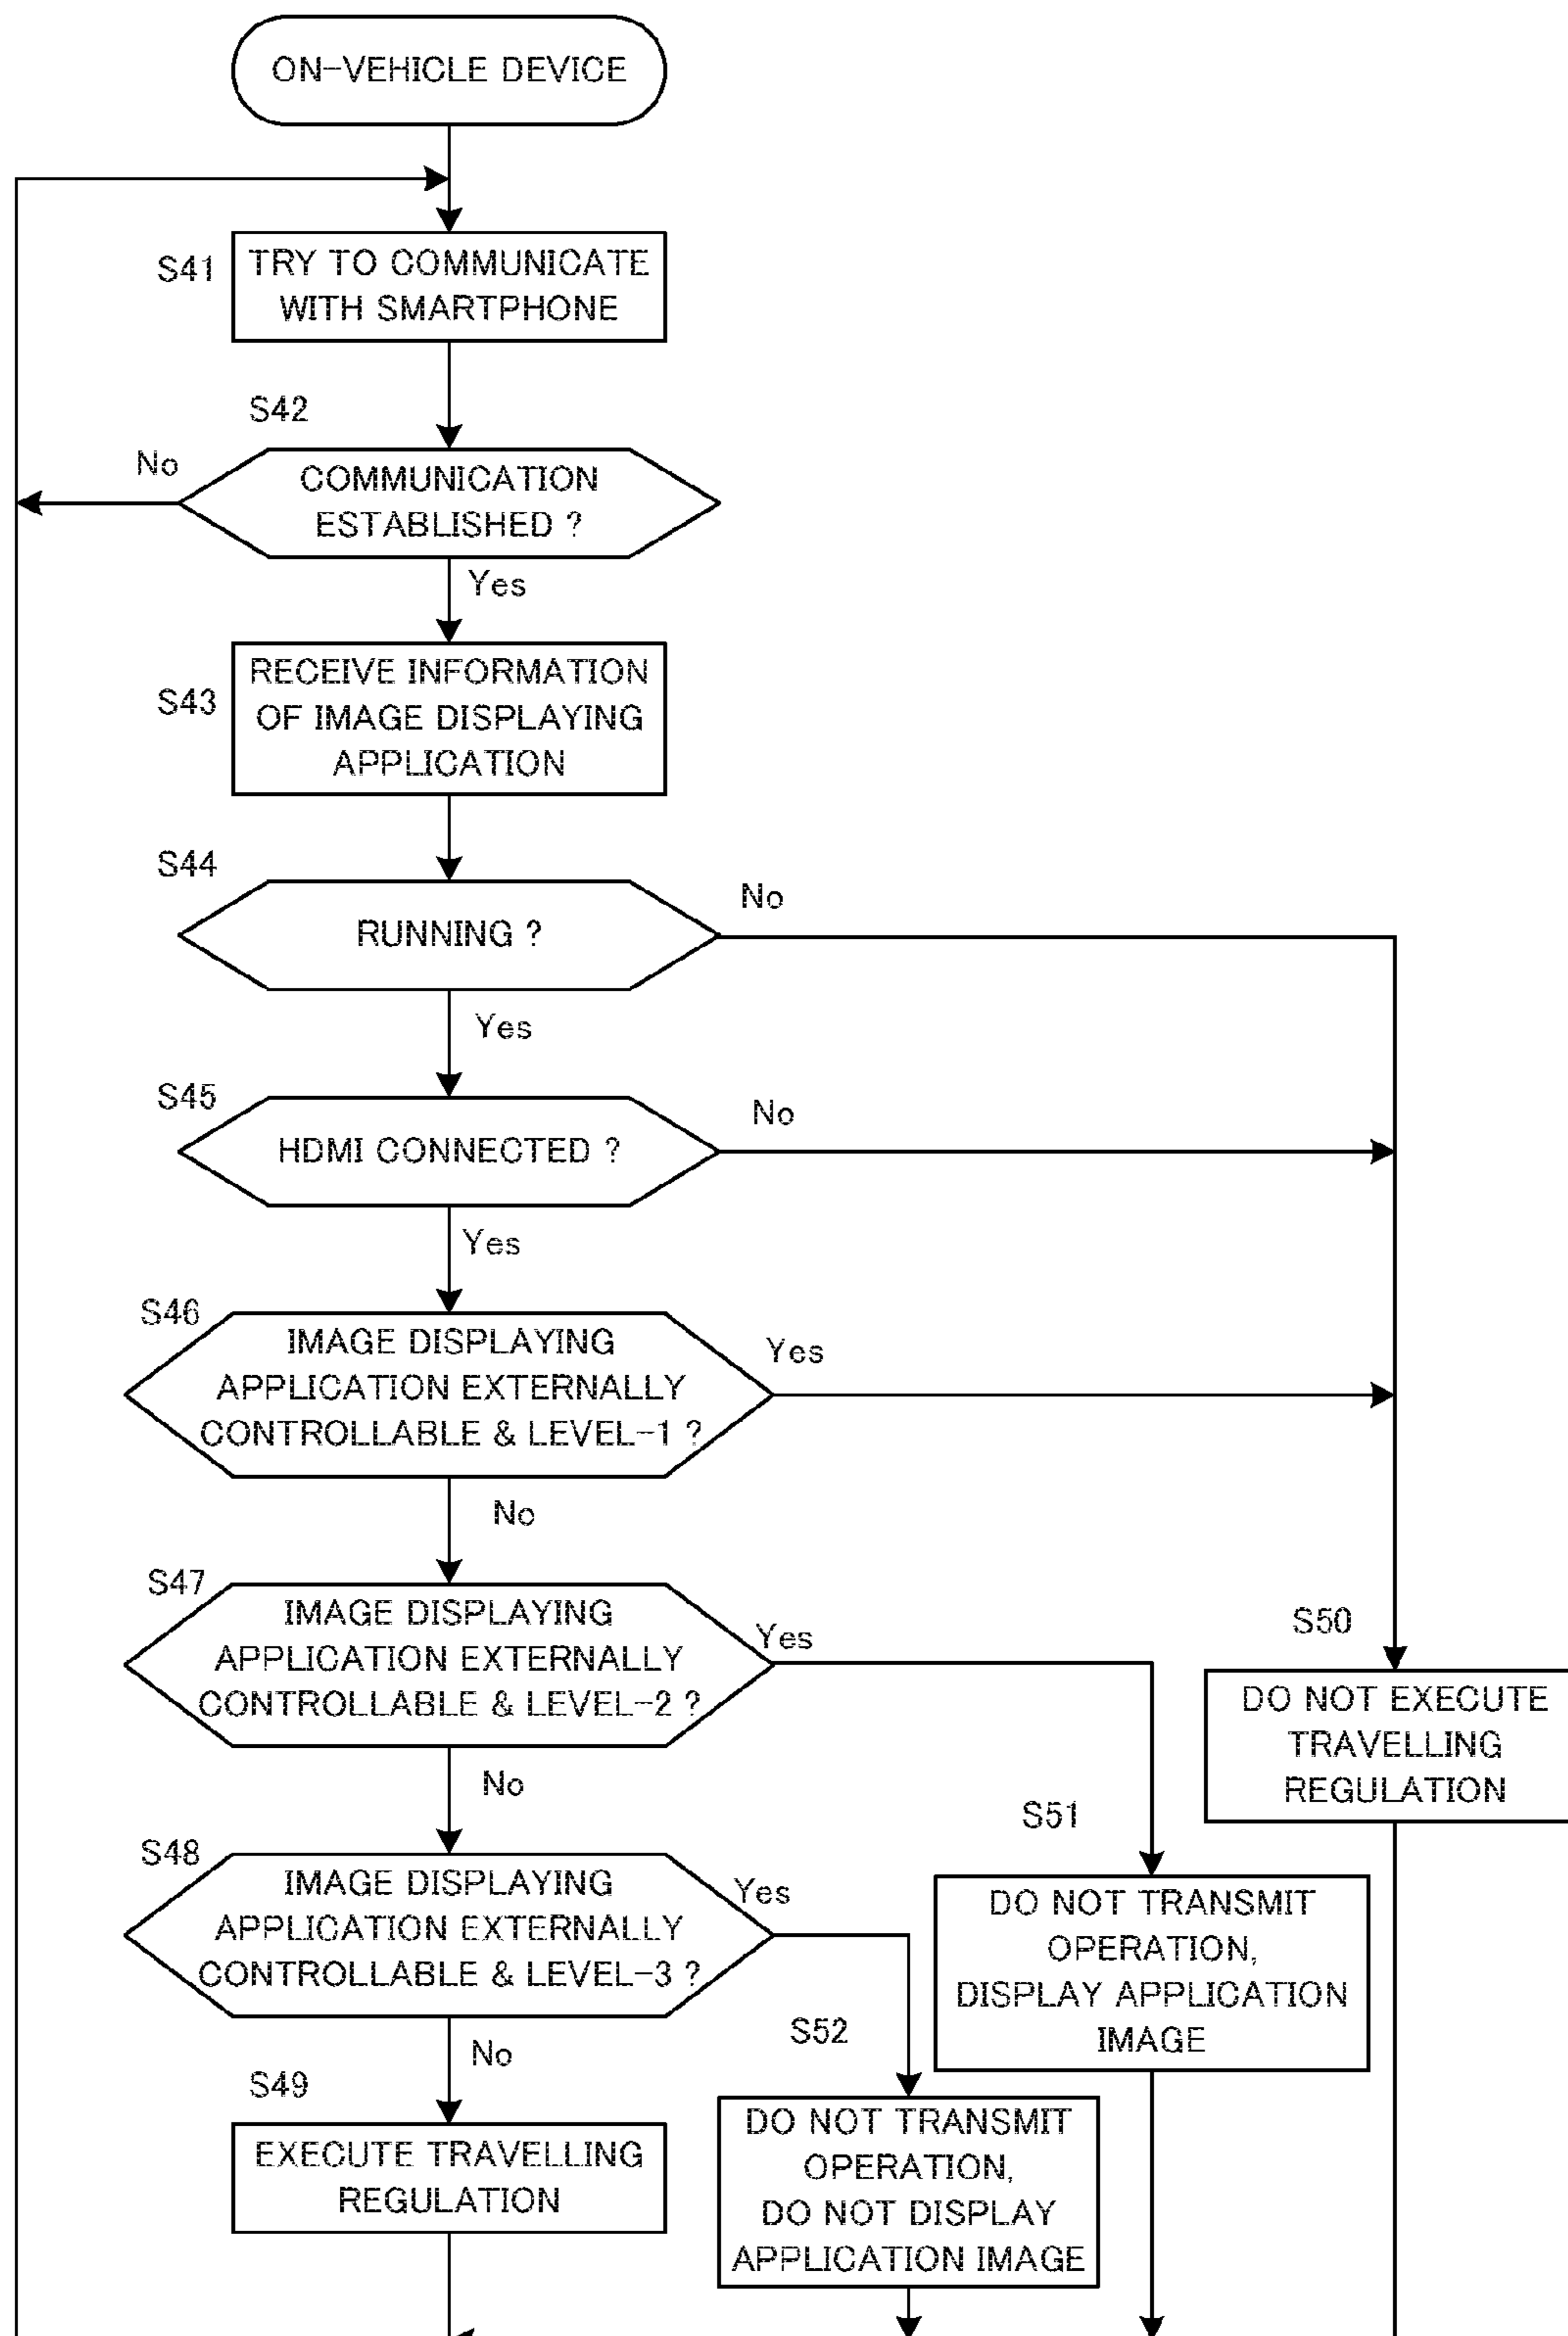 ON-VEHICLE DEVICE
S41
TRY TO COMMUNICATE
WITH SMARTPHONE
S42
No
COMMUNICATION
ESTABLISHED ?
Yes
S43
RECEIVE INFORMATION
OF IMAGE DISPLAYING
APPLICATION
S44
No
RUNNING ?
Yes
S45
No
HDMI CONNECTED ?
Yes
S46
IMAGE DISPLAYING
APPLICATION EXTERNALLY
CONTROLLABLE & LEVEL-1 ?
Yes
No
S47
IMAGE DISPLAYING
APPLICATION EXTERNALLY
CONTROLLABLE & LEVEL-2 ?
Yes
No
S50
DO NOT EXECUTE
TRAVELLING
REGULATION
S48
IMAGE DISPLAYING
APPLICATION EXTERNALLY
CONTROLLABLE & LEVEL-3 ?
Yes
No
S51
DO NOT TRANSMIT
OPERATION,
DISPLAY APPLICATION
IMAGE
S52
DO NOT TRANSMIT
OPERATION,
DO NOT DISPLAY
APPLICATION IMAGE
S49
EXECUTE TRAVELLING
REGULATION